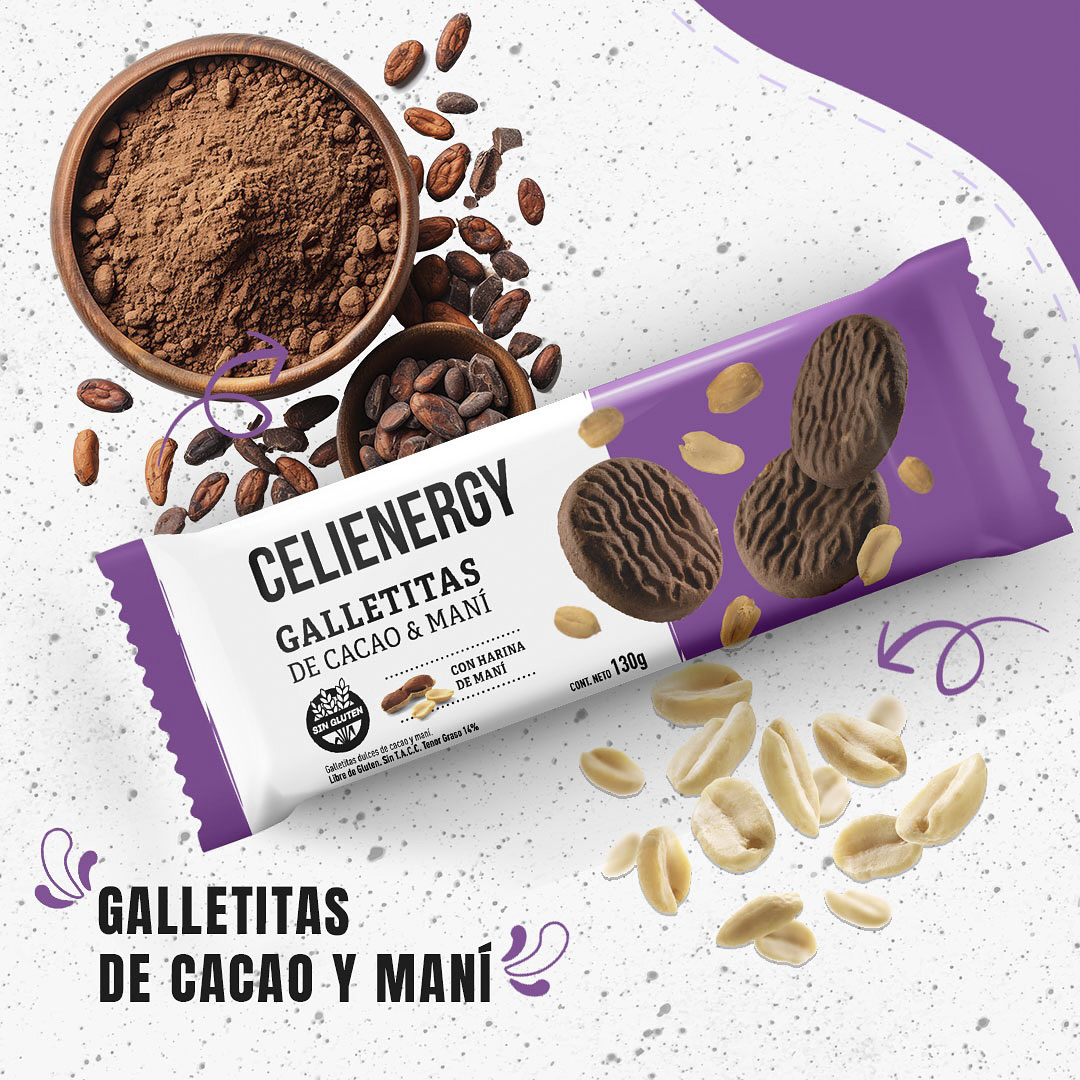 CELIENERGY
GALLETITAS
DE CACAO & MANÍ
CON HARINA
DE MANÍ
SIN GLUTEN
CONT. NETO 130g
Galletitas dulces de cacao y maní.
Libre de Gluten. Sin T.A.C.C. Tenor Graso 14%
GALLETITAS
DE CACAO Y MANÍ